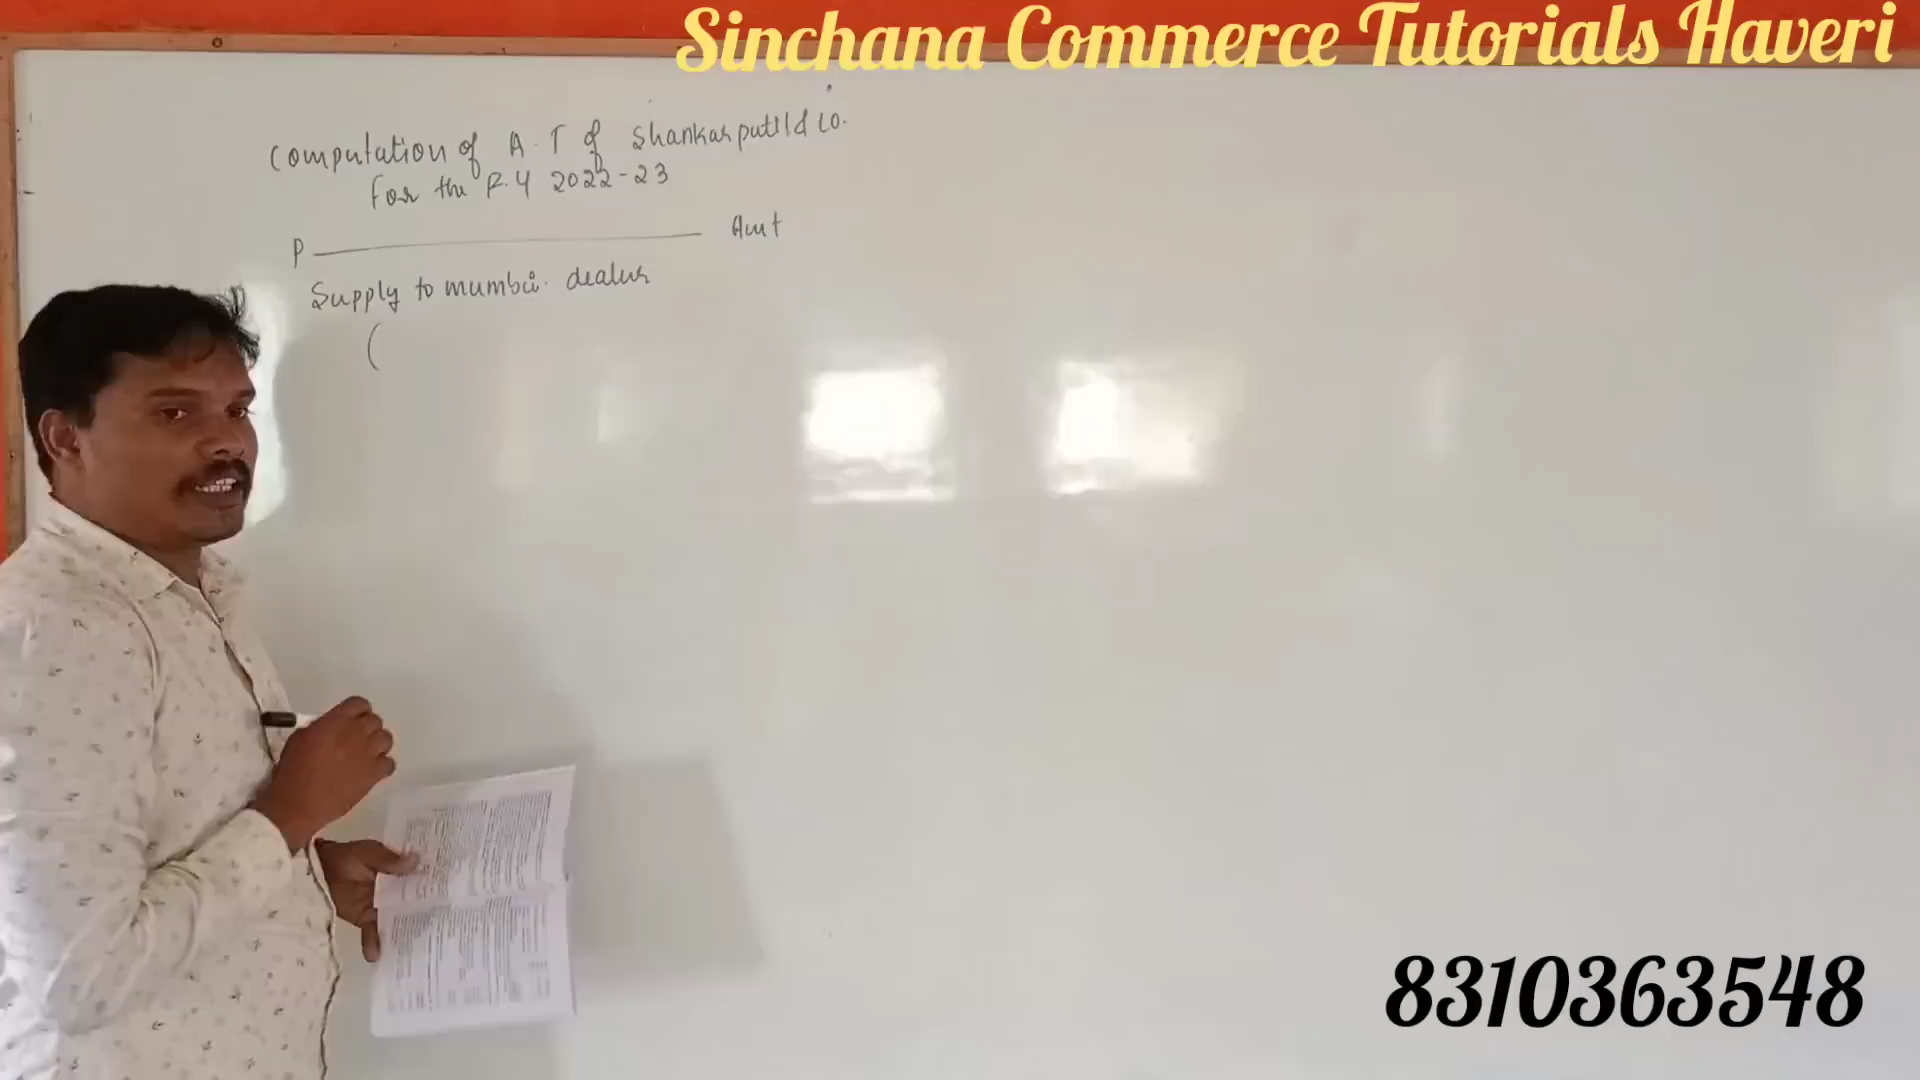 Sinchana Commerce Tutorials Haveri
Computation of A.T of Shankar putild co.
For the P.Y 2022-23
P Amt
Supply to mumbai dealer
(
8310363548